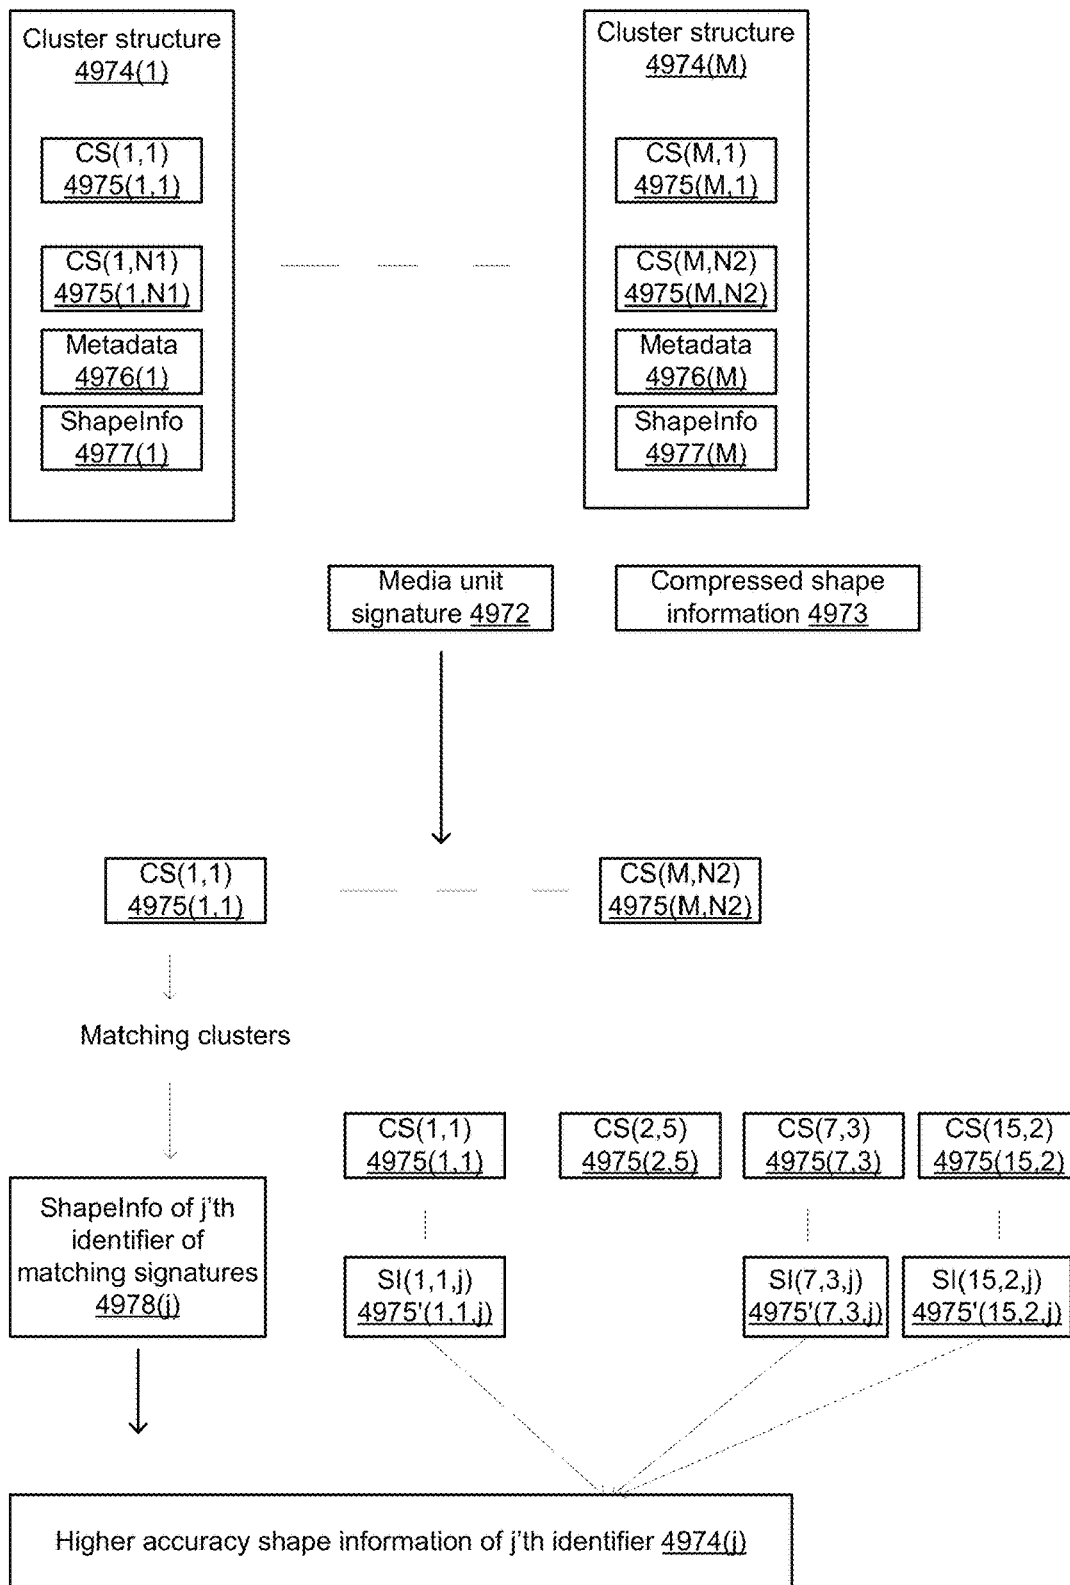 Cluster structure
4974(1)
CS(1,1)
4975(1,1)
CS(1,N1)
4975(1,N1)
Metadata
4976(1)
ShapeInfo
4977(1)
Cluster structure
4974(M)
CS(M,1)
4975(M,1)
CS(M,N2)
4975(M,N2)
Metadata
4976(M)
ShapeInfo
4977(M)
Media unit
signature 4972
Compressed shape
information 4973
CS(1,1)
4975(1,1)
CS(M,N2)
4975(M,N2)
Matching clusters
CS(1,1)
4975(1,1)
CS(2,5)
4975(2,5)
CS(7,3)
4975(7,3)
CS(15,2)
4975(15,2)
ShapeInfo of j'th
identifier of
matching signatures
4978(j)
SI(1,1,j)
4975'(1,1,j)
SI(7,3,j)
4975'(7,3,j)
SI(15,2,j)
4975'(15,2,j)
Higher accuracy shape information of j'th identifier 4974(j)